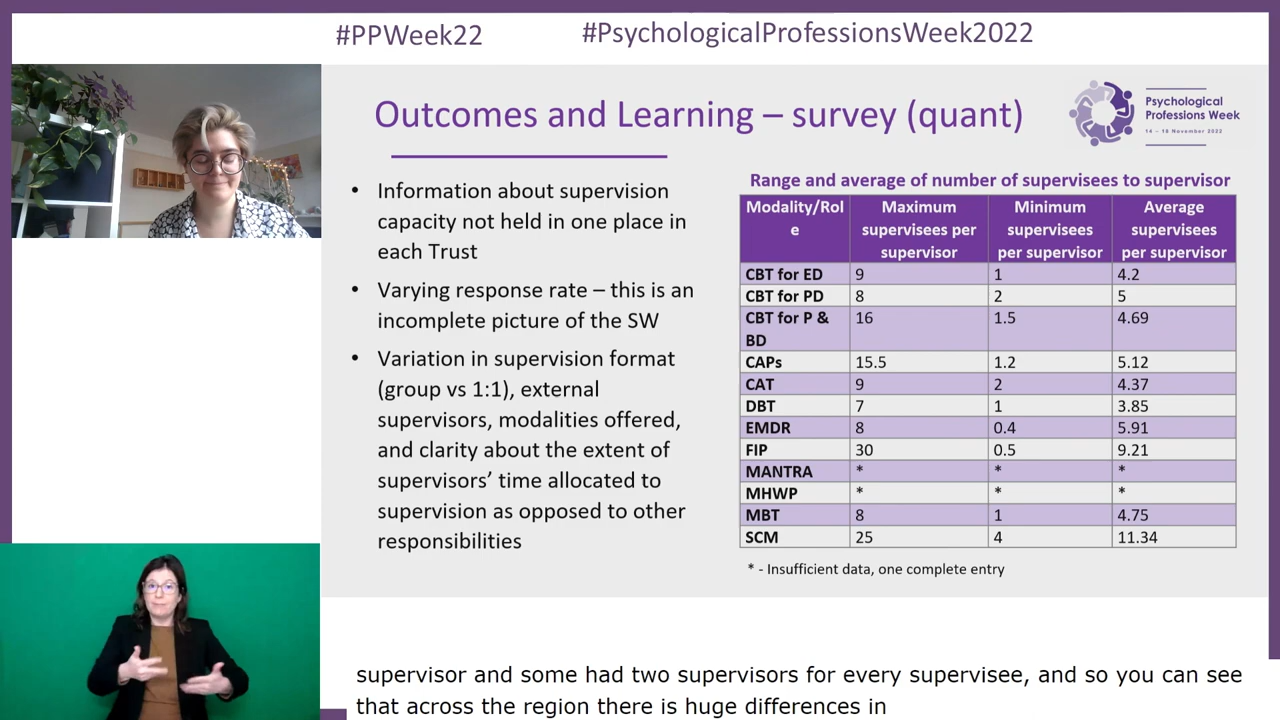 #PPWeek22 #PsychologicalProfessionsWeek2022
Outcomes and Learning – survey (quant)
Psychological
Professions Week
14 – 18 November 2022
• Information about supervision
capacity not held in one place in
each Trust
• Varying response rate – this is an
incomplete picture of the SW
• Variation in supervision format
(group vs 1:1), external
supervisors, modalities offered,
and clarity about the extent of
supervisors’ time allocated to
supervision as opposed to other
responsibilities
Range and average of number of supervisees to supervisor
Modality/Rol Maximum Minimum Average
e supervisees per supervisees supervisees
supervisor per supervisor per supervisor
CBT for ED 9 1 4.2
CBT for PD 8 2 5
CBT for P & 16 1.5 4.69
BD
CAPs 15.5 1.2 5.12
CAT 9 2 4.37
DBT 7 1 3.85
EMDR 8 0.4 5.91
FIP 30 0.5 9.21
MANTRA * * *
MHWP * * *
MBT 8 1 4.75
SCM 25 4 11.34
* - Insufficient data, one complete entry
supervisor and some had two supervisors for every supervisee, and so you can see
that across the region there is huge differences in